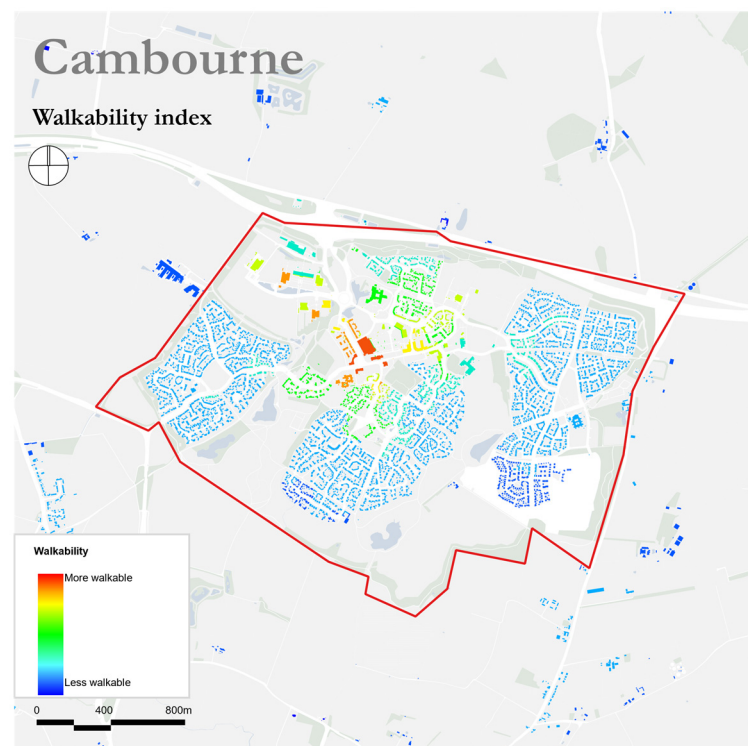 Cambourne
Walkability index
Walkability
More walkable
Less walkable
0 400 800m